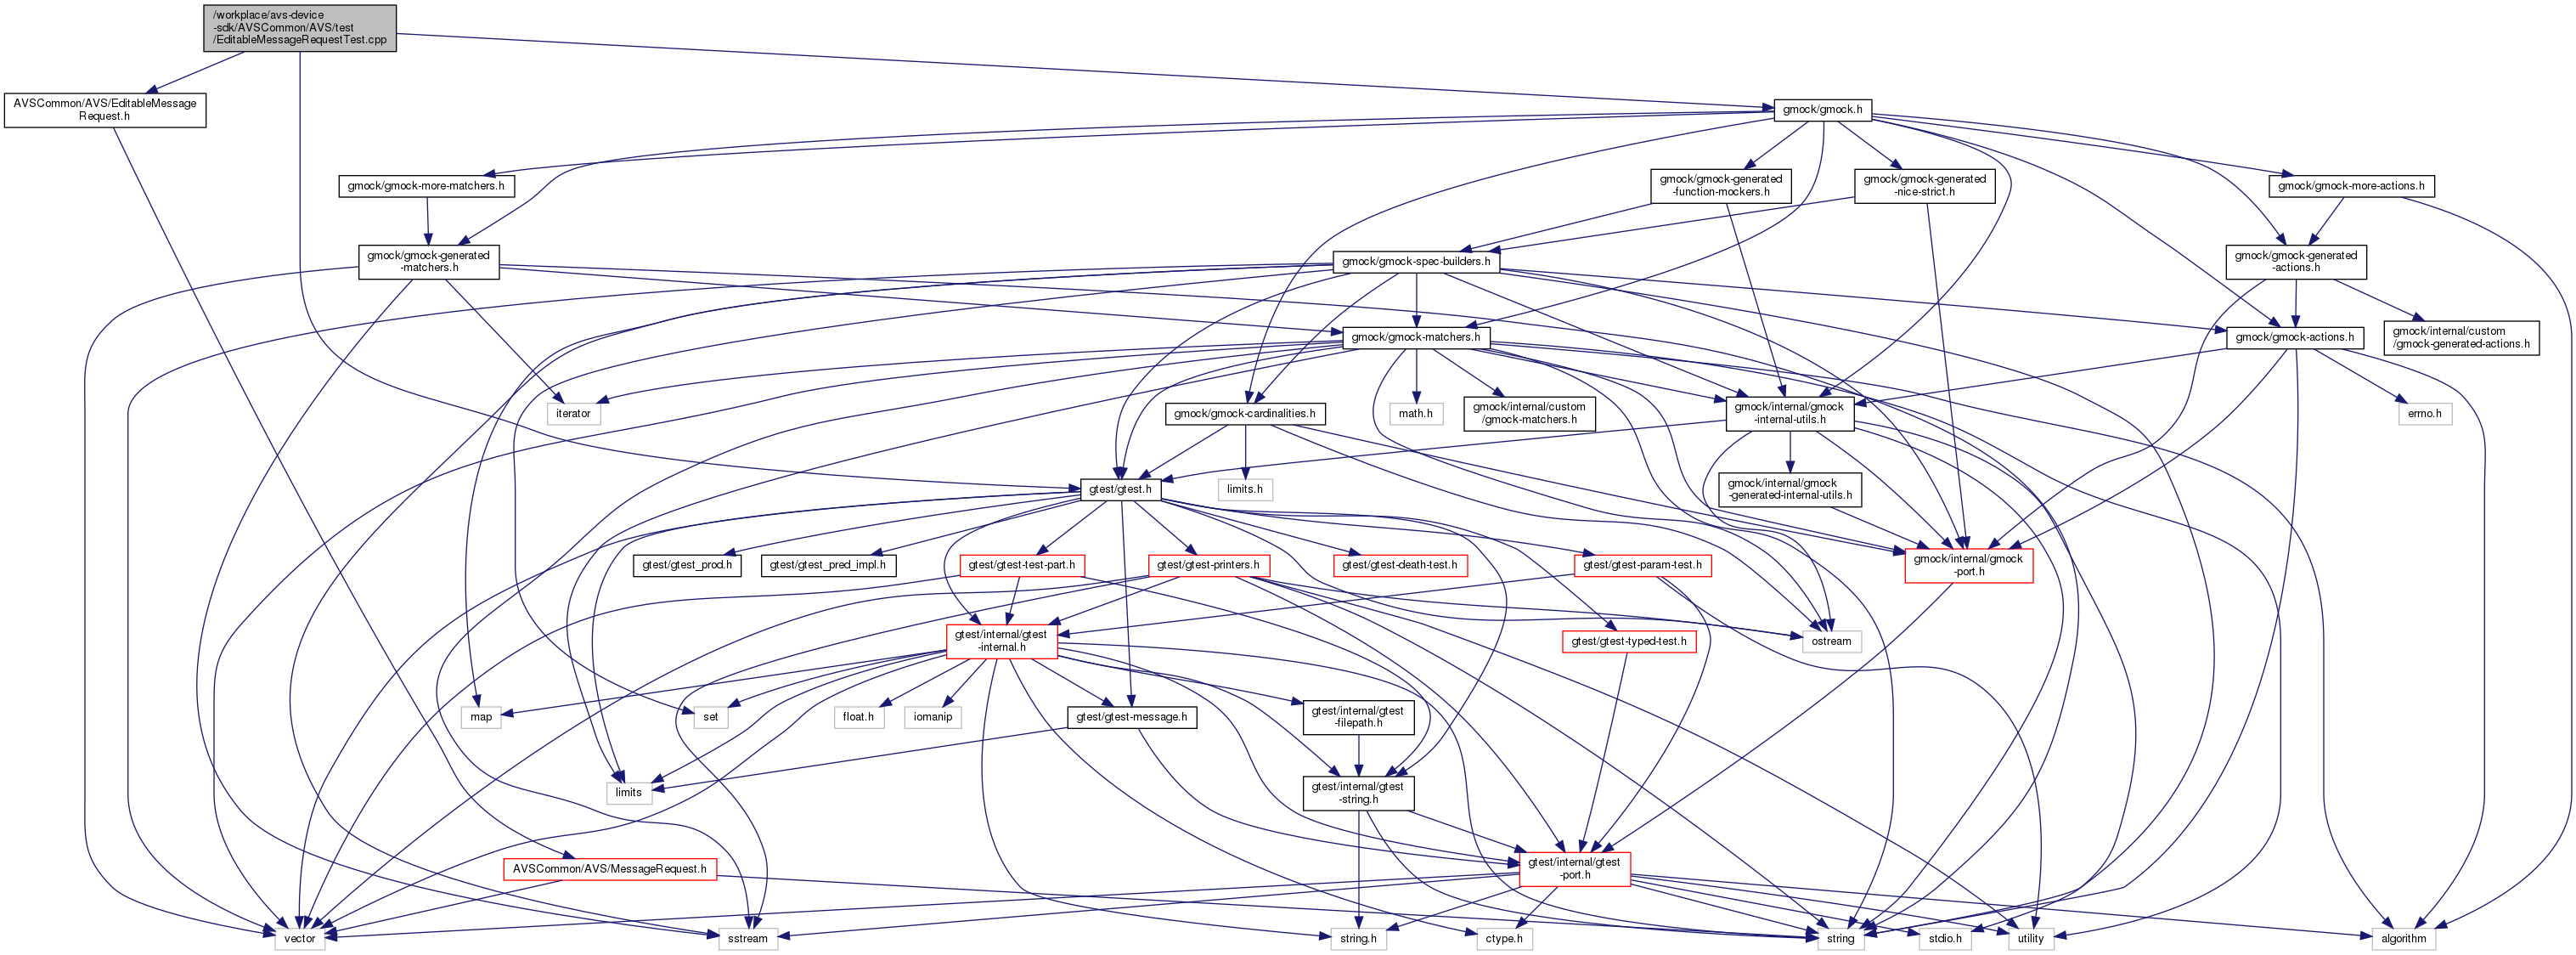 /workplace/avs-device
-sdk/AVSCommon/AVS/test
/EditableMessageRequestTest.cpp
AVSCommon/AVS/EditableMessage
Request.h
gmock/gmock.h
gmock/gmock-more-matchers.h
gmock/gmock-generated
-function-mockers.h
gmock/gmock-generated
-nice-strict.h
gmock/gmock-more-actions.h
gmock/gmock-generated
-matchers.h
gmock/gmock-spec-builders.h
gmock/gmock-generated
-actions.h
gmock/gmock-matchers.h
gmock/gmock-actions.h
gmock/internal/custom
/gmock-generated-actions.h
iterator
gmock/gmock-cardinalities.h
math.h
gmock/internal/custom
/gmock-matchers.h
gmock/internal/gmock
-internal-utils.h
errno.h
gtest/gtest.h
limits.h
gmock/internal/gmock
-generated-internal-utils.h
gtest/gtest_prod.h
gtest/gtest_pred_impl.h
gtest/gtest-test-part.h
gtest/gtest-printers.h
gtest/gtest-death-test.h
gtest/gtest-param-test.h
gmock/internal/gmock
-port.h
gtest/internal/gtest
-internal.h
gtest/gtest-typed-test.h
ostream
map
set
float.h
iomanip
gtest/gtest-message.h
gtest/internal/gtest
-filepath.h
limits
gtest/internal/gtest
-string.h
AVSCommon/AVS/MessageRequest.h
gtest/internal/gtest
-port.h
vector
sstream
string.h
ctype.h
string
stdio.h
utility
algorithm